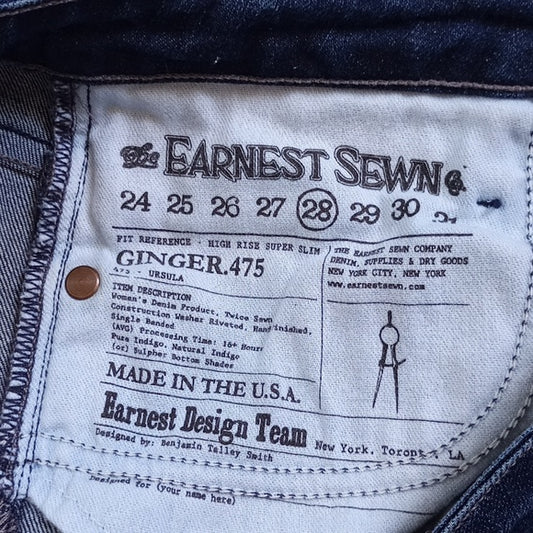 The EARNEST SEWN Co.
24 25 26 27 28 29 30
FIT REFERENCE - HIGH RISE SUPER SLIM
GINGER.475
475 - URSULA
ITEM DESCRIPTION
Women's Denim Product, Twice Sewn
Construction Washer Riveted, Hand Finished,
Single Needled
(AVG) Processing Time: 16+ Hours
Pure Indigo, Natural Indigo
(or) Sulpher Bottom Shades
MADE IN THE U.S.A.
THE EARNEST SEWN COMPANY
DENIM, SUPPLIES & DRY GOODS
NEW YORK CITY, NEW YORK
www.earnestsewn.com
Earnest Design Team New York, Toront LA
Designed by: Benjamin Talley Smith
Designed for (your name here)